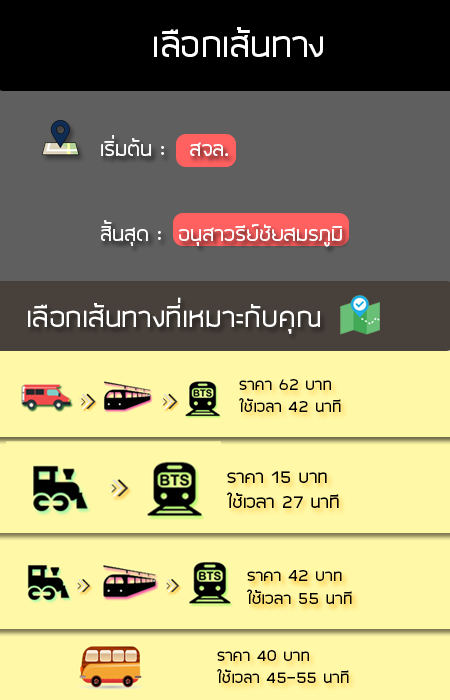 เลือกเส้นทาง
เริ่มต้น : สจล.
สิ้นสุด : อนุสาวรีย์ชัยสมรภูมิ
เลือกเส้นทางที่เหมาะกับคุณ
ราคา 62 บาท
BTS
ใช้เวลา 42 นาที
ราคา 15 บาท
BTS
ใช้เวลา 27 นาที
ราคา 42 บาท
BTS
ใช้เวลา 55 นาที
ราคา 40 บาท
ใช้เวลา 45-55 นาที